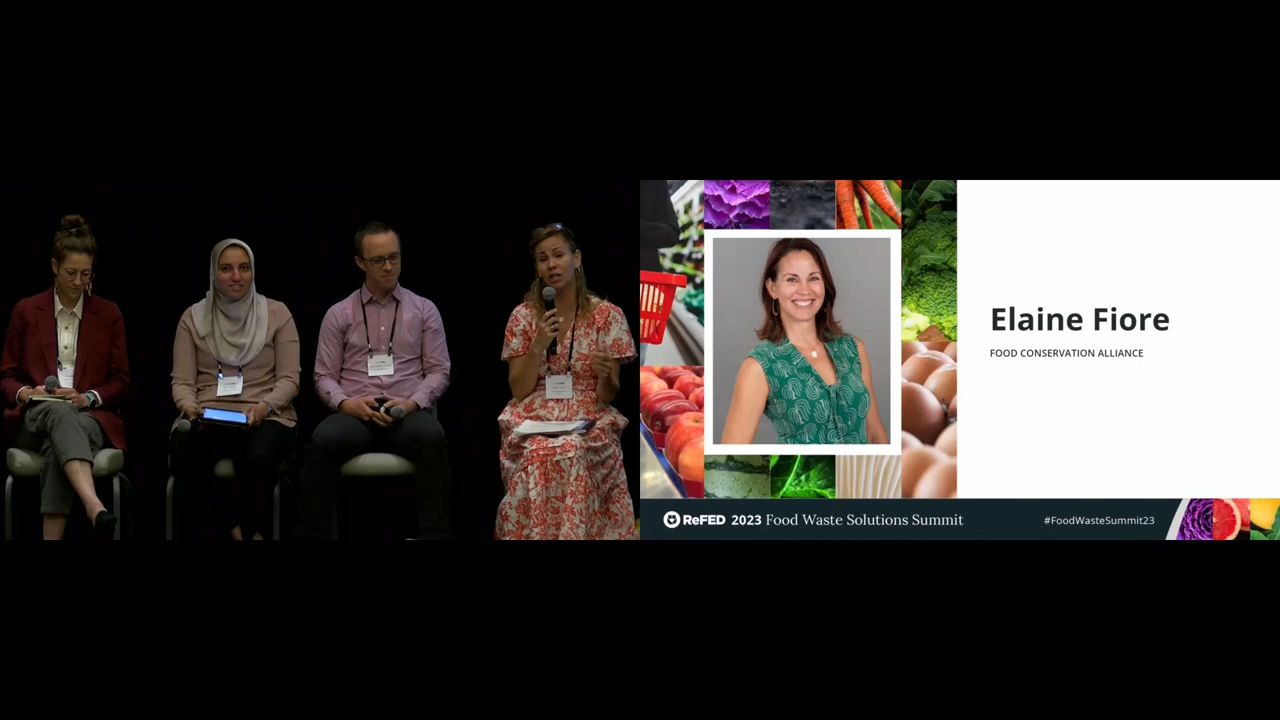 Elaine Fiore
FOOD CONSERVATION ALLIANCE
ReFED 2023 Food Waste Solutions Summit
#FoodWasteSummit23